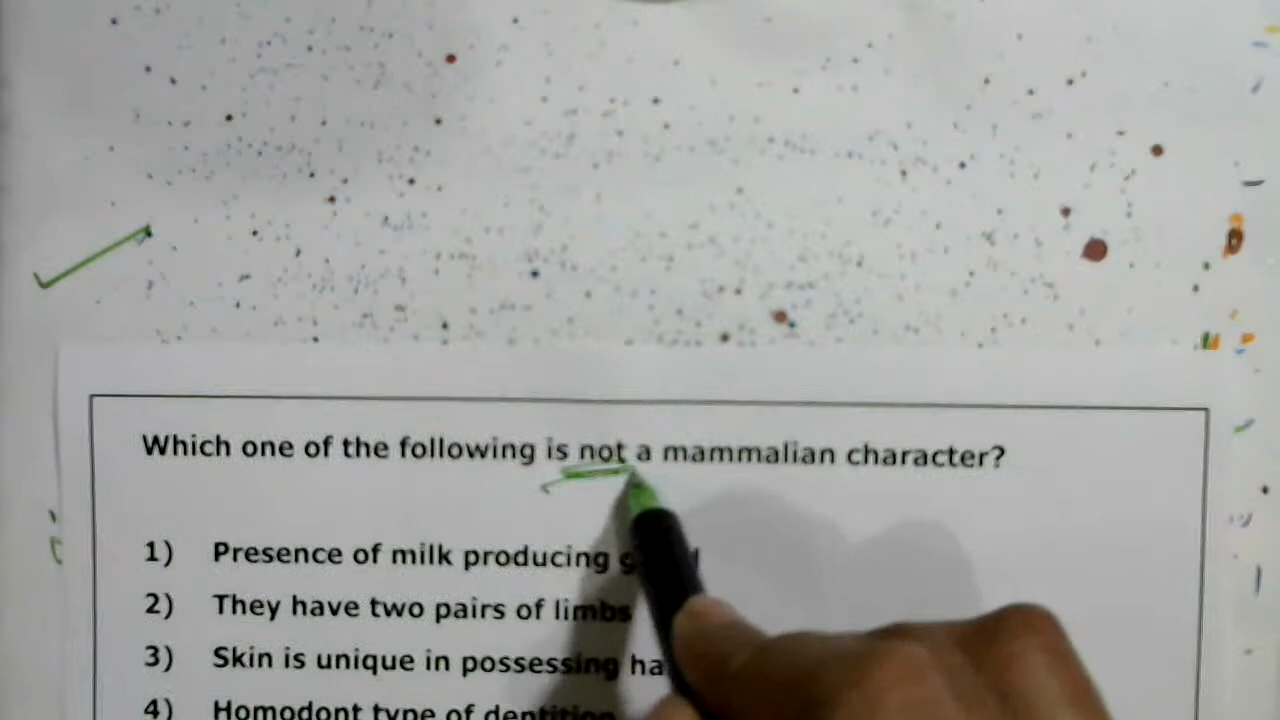 Which one of the following is not a mammalian character?
1) Presence of milk producing
2) They have two pairs of limbs
3) Skin is unique in possessing
4) Homodont type of dentition